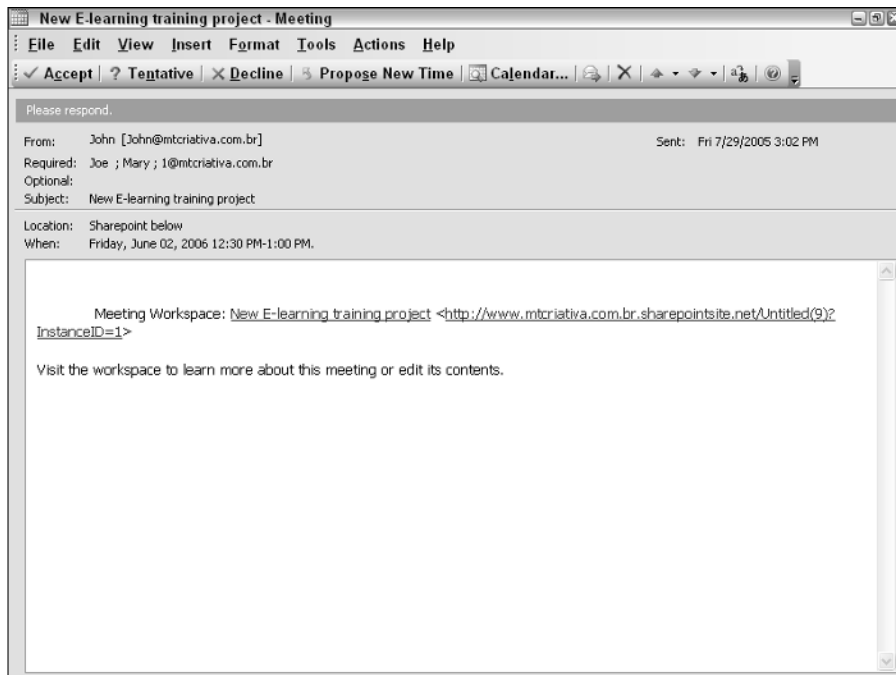 New E-learning training project - Meeting
File Edit View Insert Format Tools Actions Help
Accept ? Tentative Decline Propose New Time Calendar...
Please respond.
From: John [John@mtcriativa.com.br] Sent: Fri 7/29/2005 3:02 PM
Required: Joe ; Mary ; 1@mtcriativa.com.br
Optional:
Subject: New E-learning training project
Location: Sharepoint below
When: Friday, June 02, 2006 12:30 PM-1:00 PM.
Meeting Workspace: New E-learning training project <http://www.mtcriativa.com.br.sharepointsite.net/Untitled(9)?
InstanceID=1>
Visit the workspace to learn more about this meeting or edit its contents.